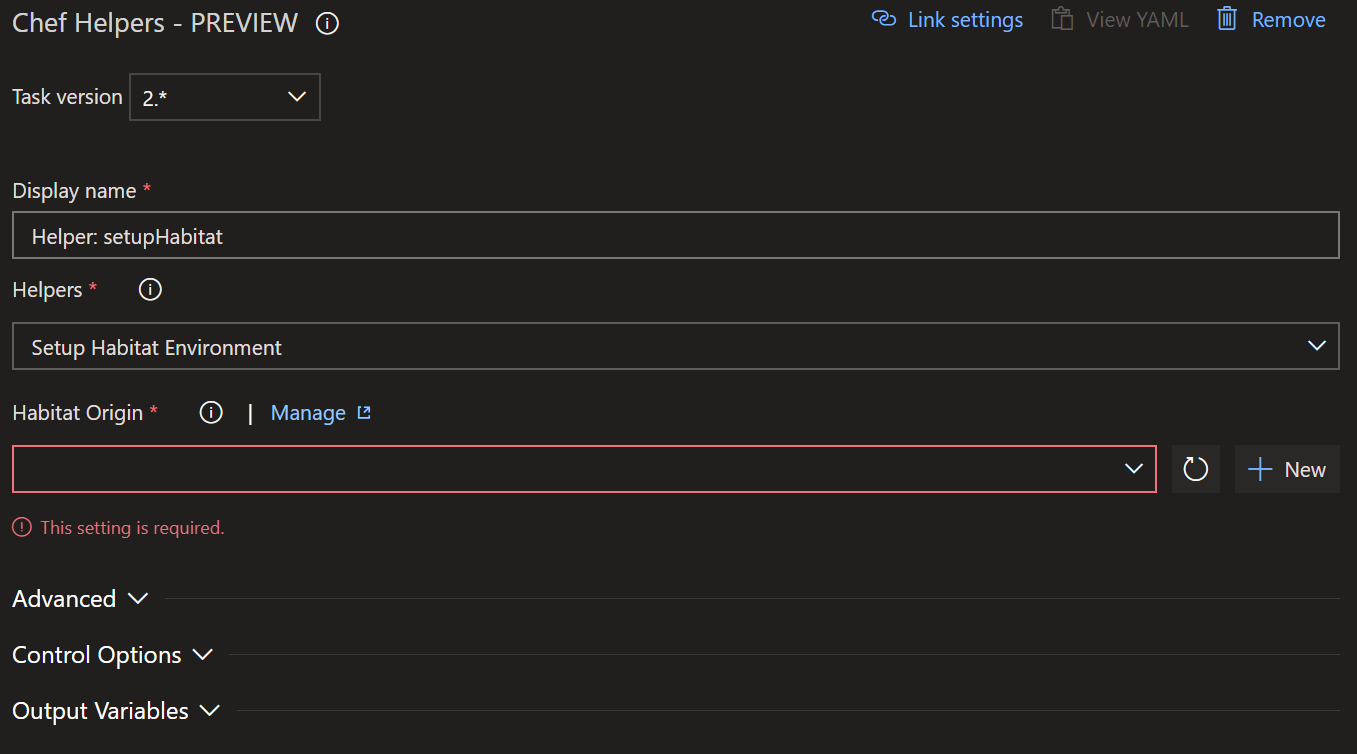 Chef Helpers - PREVIEW
Link settings View YAML Remove
Task version 2.*
Display name *
Helper: setupHabitat
Helpers *
Setup Habitat Environment
Habitat Origin * | Manage
New
This setting is required.
Advanced
Control Options
Output Variables